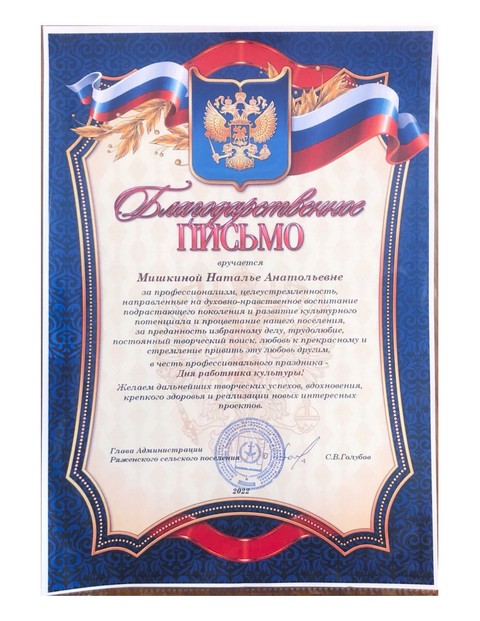 Благодарственное
ПИСЬМО
вручается
Мишкиной Наталье Анатольевне
за профессионализм, целеустремленность,
направленные на духовно-нравственное воспитание
подрастающего поколения и развитие культурного
потенциала и процветание нашего поселения,
за преданность избранному делу, трудолюбие,
постоянный творческий поиск, любовь к прекрасному и
стремление привить эту любовь другим,
в честь профессионального праздника -
Дня работника культуры!
Желаем дальнейших творческих успехов, вдохновения,
крепкого здоровья и реализации новых интересных
проектов.
Глава Администрации
Ряженского сельского поселения
С.В.Голубов
2022